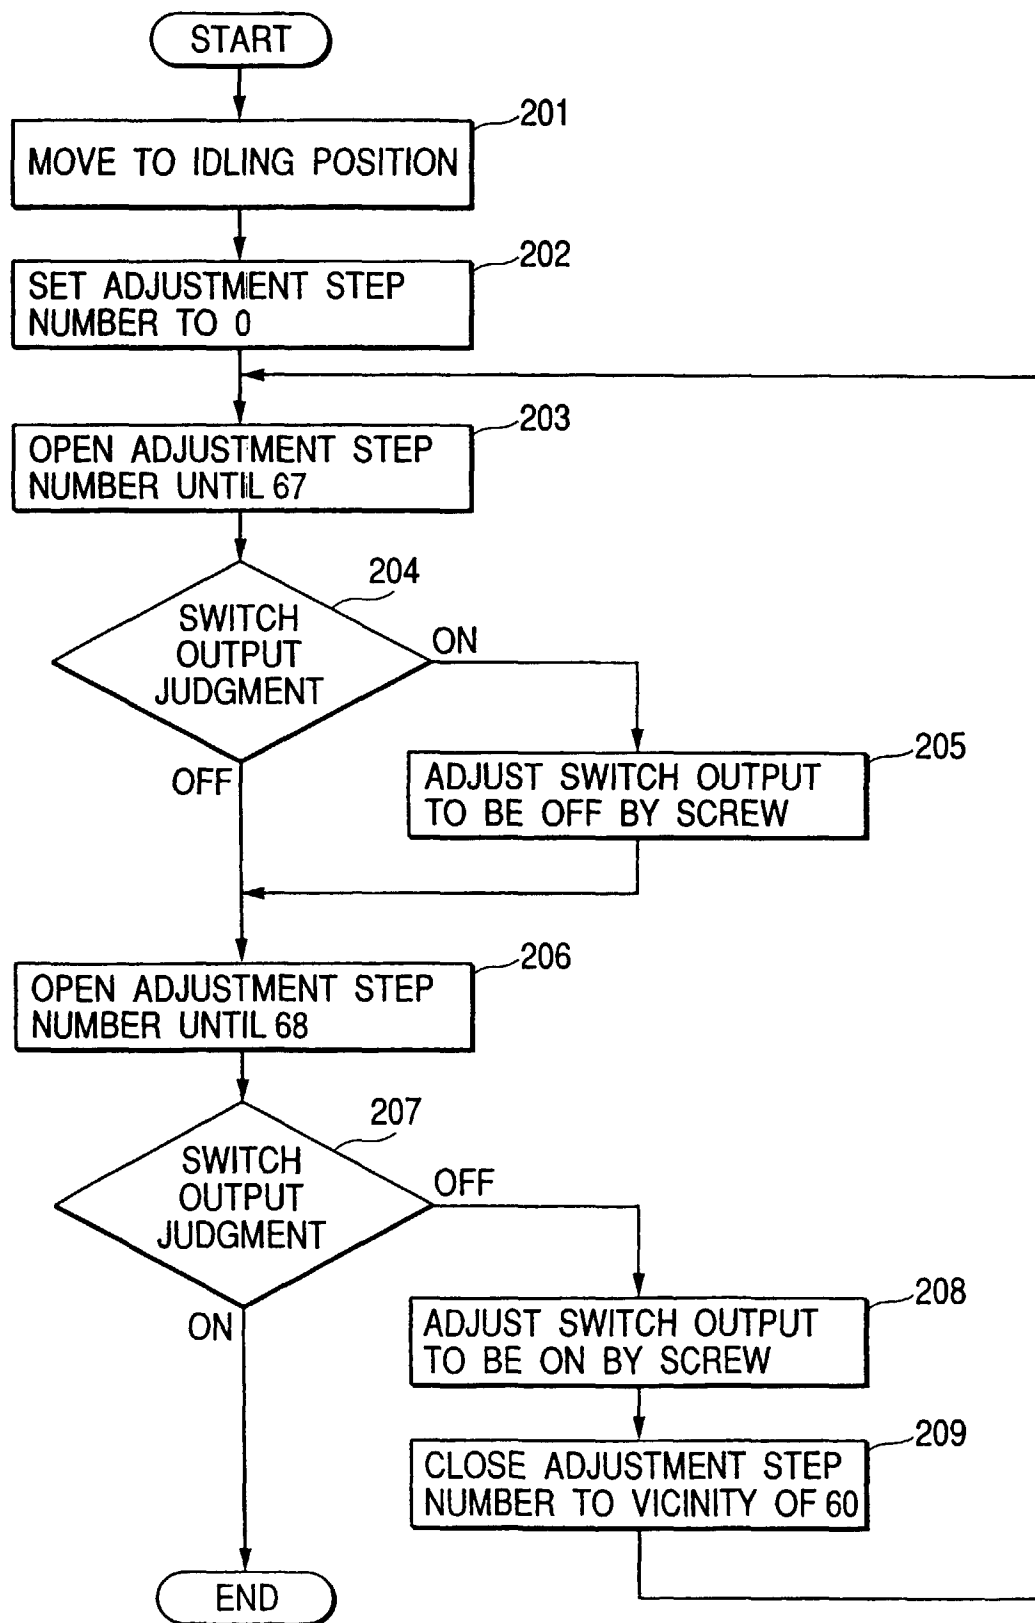 START
201
MOVE TO IDLING POSITION
202
SET ADJUSTMENT STEP
NUMBER TO 0
203
OPEN ADJUSTMENT STEP
NUMBER UNTIL 67
204
SWITCH
OUTPUT
JUDGMENT
ON
OFF
205
ADJUST SWITCH OUTPUT
TO BE OFF BY SCREW
206
OPEN ADJUSTMENT STEP
NUMBER UNTIL 68
207
SWITCH
OUTPUT
JUDGMENT
OFF
ON
208
ADJUST SWITCH OUTPUT
TO BE ON BY SCREW
209
CLOSE ADJUSTMENT STEP
NUMBER TO VICINITY OF 60
END